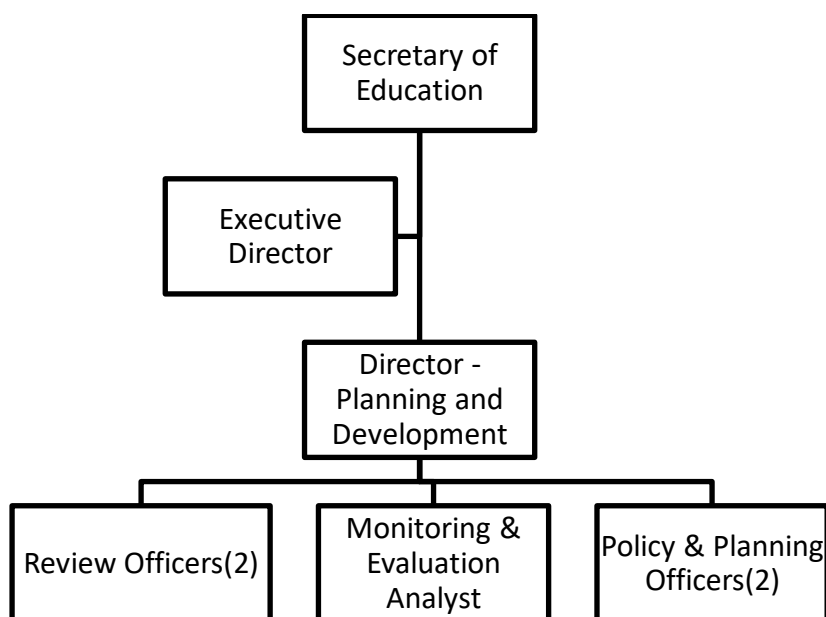 Secretary of
Education
Executive
Director
Director -
Planning and
Development
Review Officers(2)
Monitoring &
Evaluation
Analyst
Policy & Planning
Officers(2)